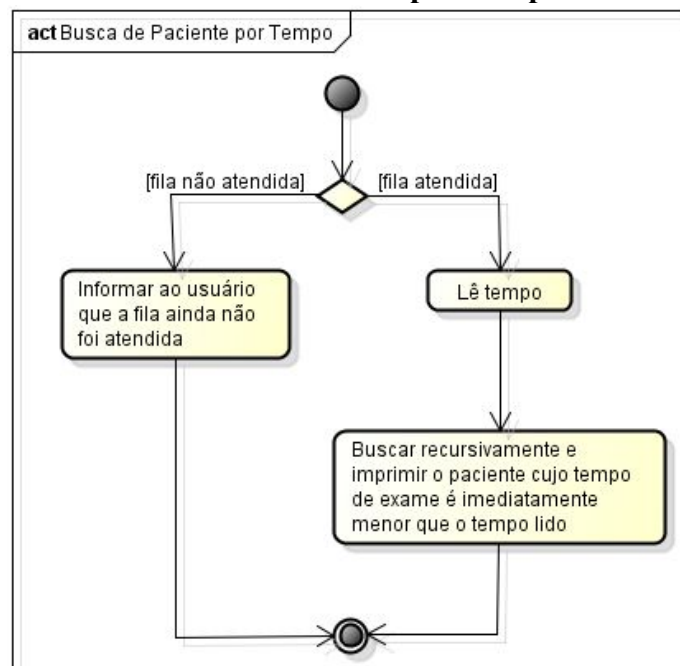 act Busca de Paciente por Tempo
[fila não atendida]
[fila atendida]
Informar ao usuário
que a fila ainda não
foi atendida
Lê tempo
Buscar recursivamente e
imprimir o paciente cujo tempo
de exame é imediatamente
menor que o tempo lido